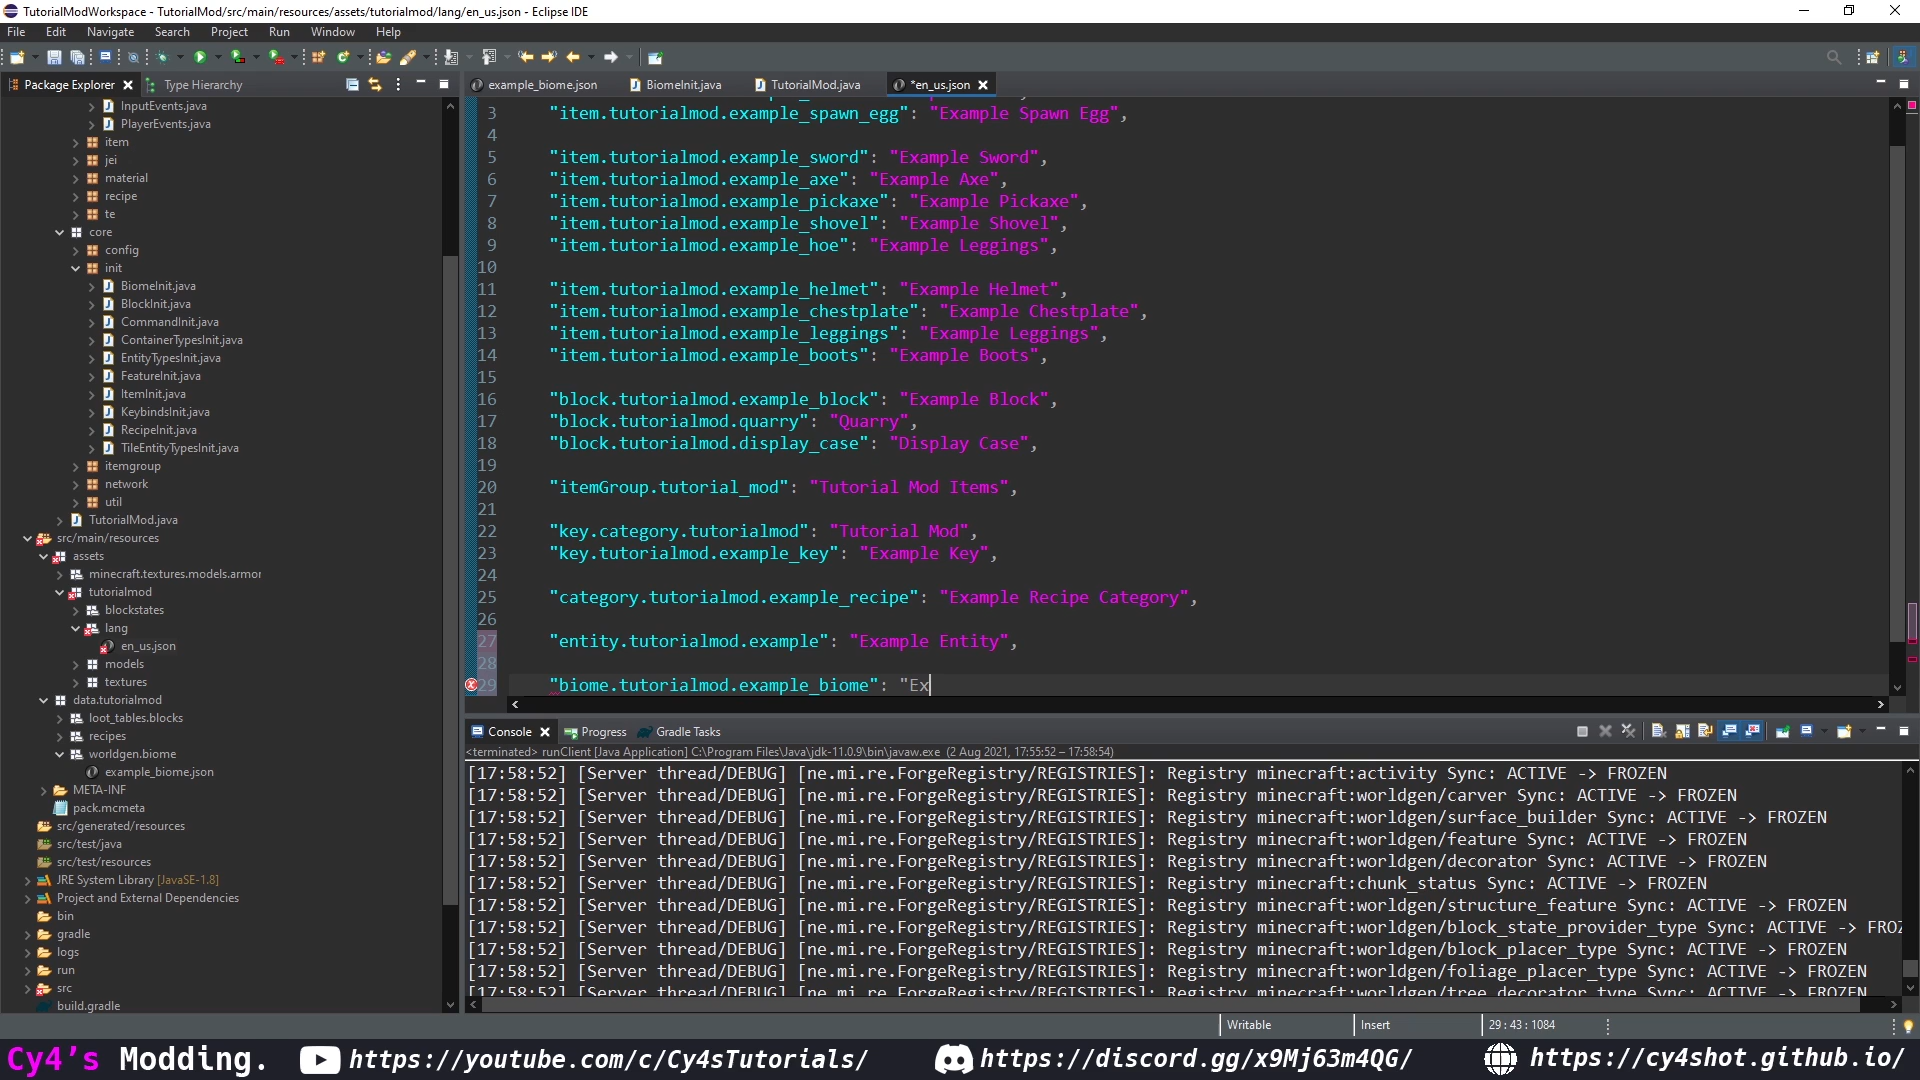 TutorialModWorkspace - TutorialMod/src/main/resources/assets/tutorialmod/lang/en_us.json - Eclipse IDE
File Edit Navigate Search Project Run Window Help
Package Explorer Type Hierarchy
InputEvents.java
PlayerEvents.java
item
jei
material
recipe
te
core
config
init
BiomeInit.java
BlockInit.java
CommandInit.java
ContainerTypesInit.java
EntityTypesInit.java
FeatureInit.java
ItemInit.java
KeybindsInit.java
RecipeInit.java
TileEntityTypesInit.java
itemgroup
network
util
TutorialMod.java
src/main/resources
assets
minecraft.textures.models.armor
tutorialmod
blockstates
lang
en_us.json
models
textures
data.tutorialmod
loot_tables.blocks
recipes
worldgen.biome
example_biome.json
META-INF
pack.mcmeta
src/generated/resources
src/test/java
src/test/resources
JRE System Library [JavaSE-1.8]
Project and External Dependencies
bin
gradle
logs
run
src
build.gradle
example_biome.json BiomeInit.java TutorialMod.java *en_us.json
3 "item.tutorialmod.example_spawn_egg": "Example Spawn Egg",
4
5 "item.tutorialmod.example_sword": "Example Sword",
6 "item.tutorialmod.example_axe": "Example Axe",
7 "item.tutorialmod.example_pickaxe": "Example Pickaxe",
8 "item.tutorialmod.example_shovel": "Example Shovel",
9 "item.tutorialmod.example_hoe": "Example Leggings",
10
11 "item.tutorialmod.example_helmet": "Example Helmet",
12 "item.tutorialmod.example_chestplate": "Example Chestplate",
13 "item.tutorialmod.example_leggings": "Example Leggings",
14 "item.tutorialmod.example_boots": "Example Boots",
15
16 "block.tutorialmod.example_block": "Example Block",
17 "block.tutorialmod.quarry": "Quarry",
18 "block.tutorialmod.display_case": "Display Case",
19
20 "itemGroup.tutorial_mod": "Tutorial Mod Items",
21
22 "key.category.tutorialmod": "Tutorial Mod",
23 "key.tutorialmod.example_key": "Example Key",
24
25 "category.tutorialmod.example_recipe": "Example Recipe Category",
26
27 "entity.tutorialmod.example": "Example Entity",
28
29 "biome.tutorialmod.example_biome": "Ex
Console Progress Gradle Tasks
<terminated> runClient [Java Application] C:\Program Files\Java\jdk-11.0.9\bin\javaw.exe (2 Aug 2021, 17:55:52 – 17:58:54)
[17:58:52] [Server thread/DEBUG] [ne.mi.re.ForgeRegistry/REGISTRIES]: Registry minecraft:activity Sync: ACTIVE -> FROZEN
[17:58:52] [Server thread/DEBUG] [ne.mi.re.ForgeRegistry/REGISTRIES]: Registry minecraft:worldgen/carver Sync: ACTIVE -> FROZEN
[17:58:52] [Server thread/DEBUG] [ne.mi.re.ForgeRegistry/REGISTRIES]: Registry minecraft:worldgen/surface_builder Sync: ACTIVE -> FROZEN
[17:58:52] [Server thread/DEBUG] [ne.mi.re.ForgeRegistry/REGISTRIES]: Registry minecraft:worldgen/feature Sync: ACTIVE -> FROZEN
[17:58:52] [Server thread/DEBUG] [ne.mi.re.ForgeRegistry/REGISTRIES]: Registry minecraft:worldgen/decorator Sync: ACTIVE -> FROZEN
[17:58:52] [Server thread/DEBUG] [ne.mi.re.ForgeRegistry/REGISTRIES]: Registry minecraft:chunk_status Sync: ACTIVE -> FROZEN
[17:58:52] [Server thread/DEBUG] [ne.mi.re.ForgeRegistry/REGISTRIES]: Registry minecraft:worldgen/structure_feature Sync: ACTIVE -> FROZEN
[17:58:52] [Server thread/DEBUG] [ne.mi.re.ForgeRegistry/REGISTRIES]: Registry minecraft:worldgen/block_state_provider_type Sync: ACTIVE -> FROZ
[17:58:52] [Server thread/DEBUG] [ne.mi.re.ForgeRegistry/REGISTRIES]: Registry minecraft:worldgen/block_placer_type Sync: ACTIVE -> FROZEN
[17:58:52] [Server thread/DEBUG] [ne.mi.re.ForgeRegistry/REGISTRIES]: Registry minecraft:worldgen/foliage_placer_type Sync: ACTIVE -> FROZEN
[17:58:52] [Server thread/DEBUG] [ne.mi.re.ForgeRegistry/REGISTRIES]: Registry minecraft:worldgen/tree_decorator_type Sync: ACTIVE -> FROZEN
Writable Insert 29 : 43 : 1084
Cy4's Modding. https://youtube.com/c/Cy4sTutorials/ https://discord.gg/x9Mj63m4QG/ https://cy4shot.github.io/